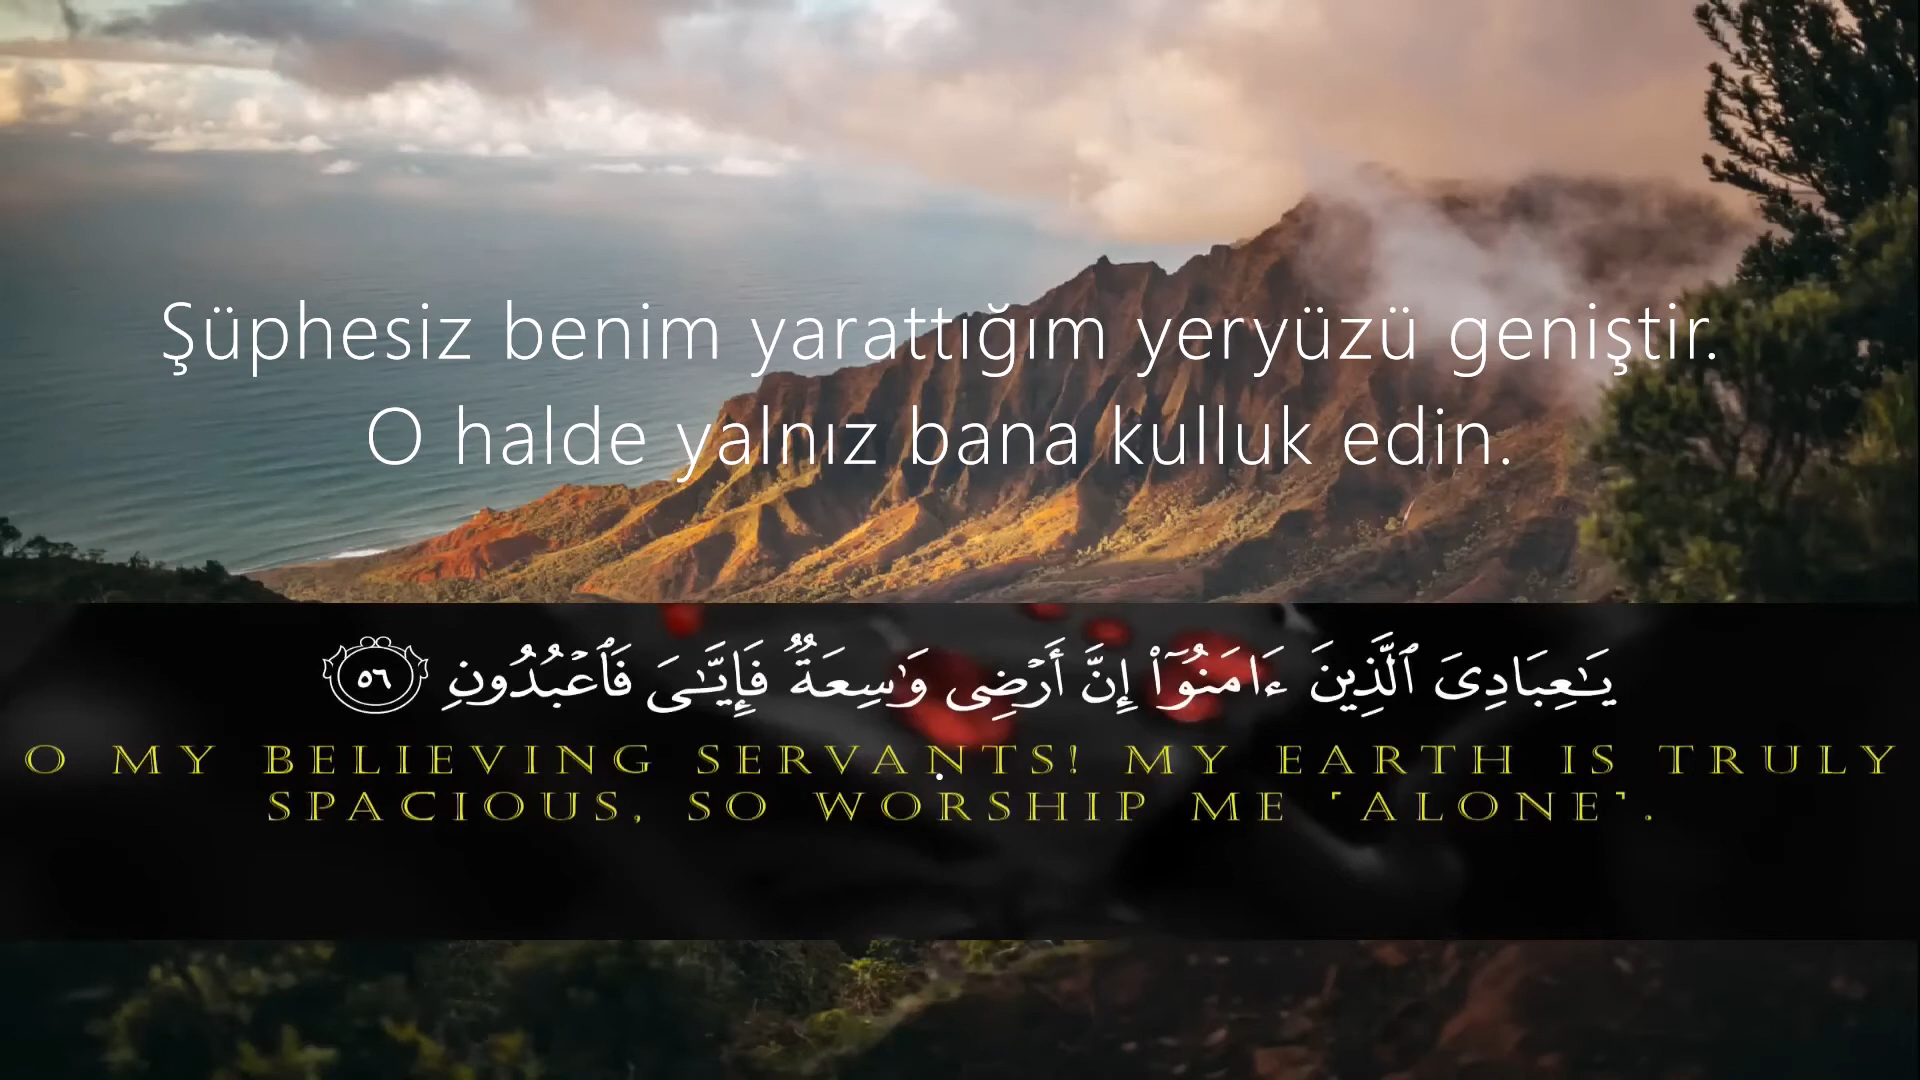 Şüphesiz benim yarattığım yeryüzü geniştir.
O halde yalnız bana kulluk edin.
يَـٰعِبَادِىَ ٱلَّذِينَ ءَامَنُوٓا۟ إِنَّ أَرْضِى وَٰسِعَةٌۭ فَإِيَّـٰىَ فَٱعْبُدُونِ ٥٦
O MY BELIEVING SERVANTS! MY EARTH IS TRULY
SPACIOUS, SO WORSHIP ME ˹ALONE˺.